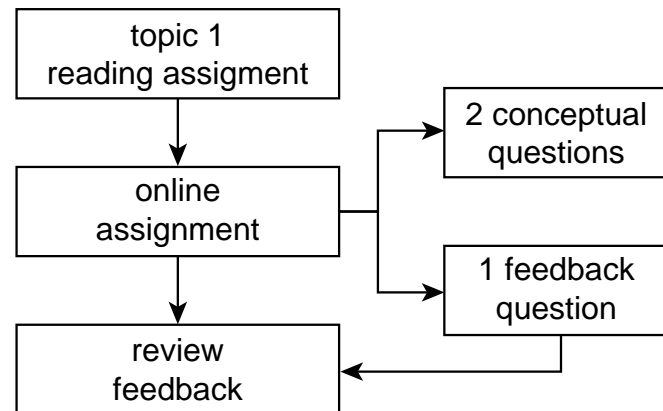 topic 1
reading assigment
2 conceptual
questions
online
assignment
1 feedback
question
review
feedback